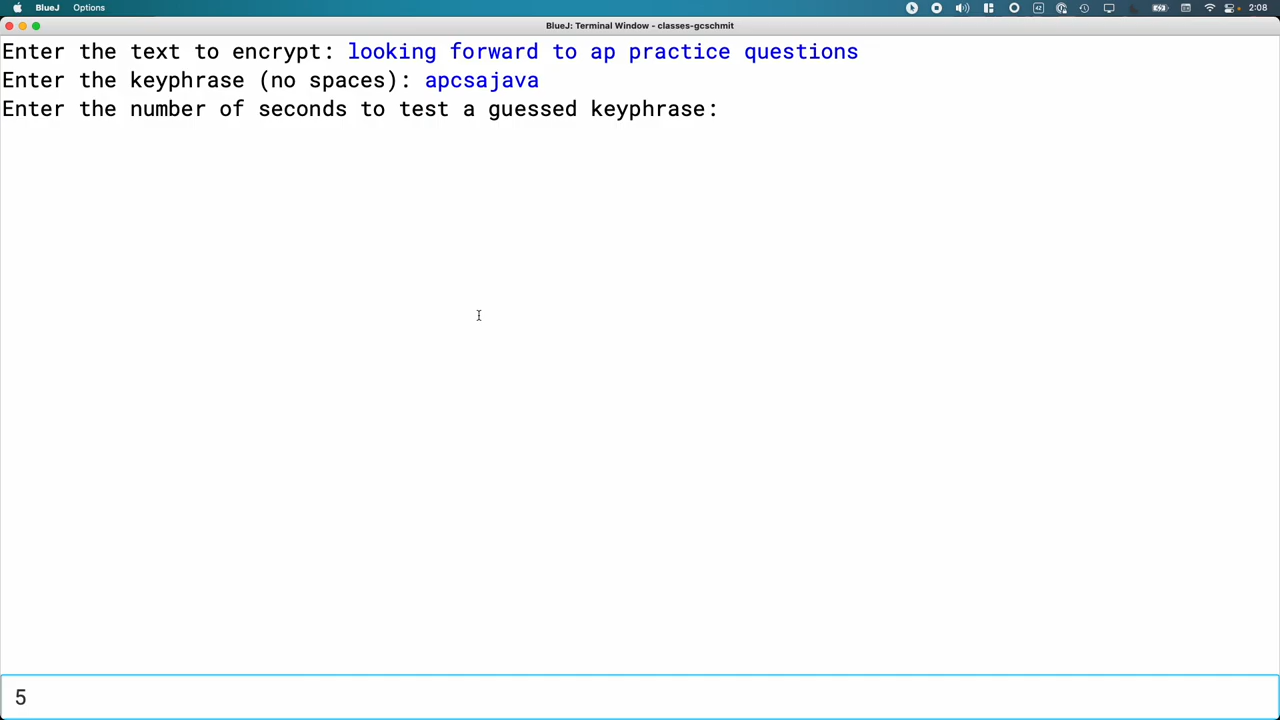 BlueJ Options 2:08
BlueJ: Terminal Window - classes-gcschmit
Enter the text to encrypt: looking forward to ap practice questions
Enter the keyphrase (no spaces): apcsajava
Enter the number of seconds to test a guessed keyphrase:
5